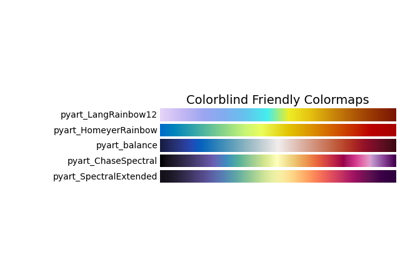 Colorblind Friendly Colormaps
pyart_LangRainbow12
pyart_HomeyerRainbow
pyart_balance
pyart_ChaseSpectral
pyart_SpectralExtended